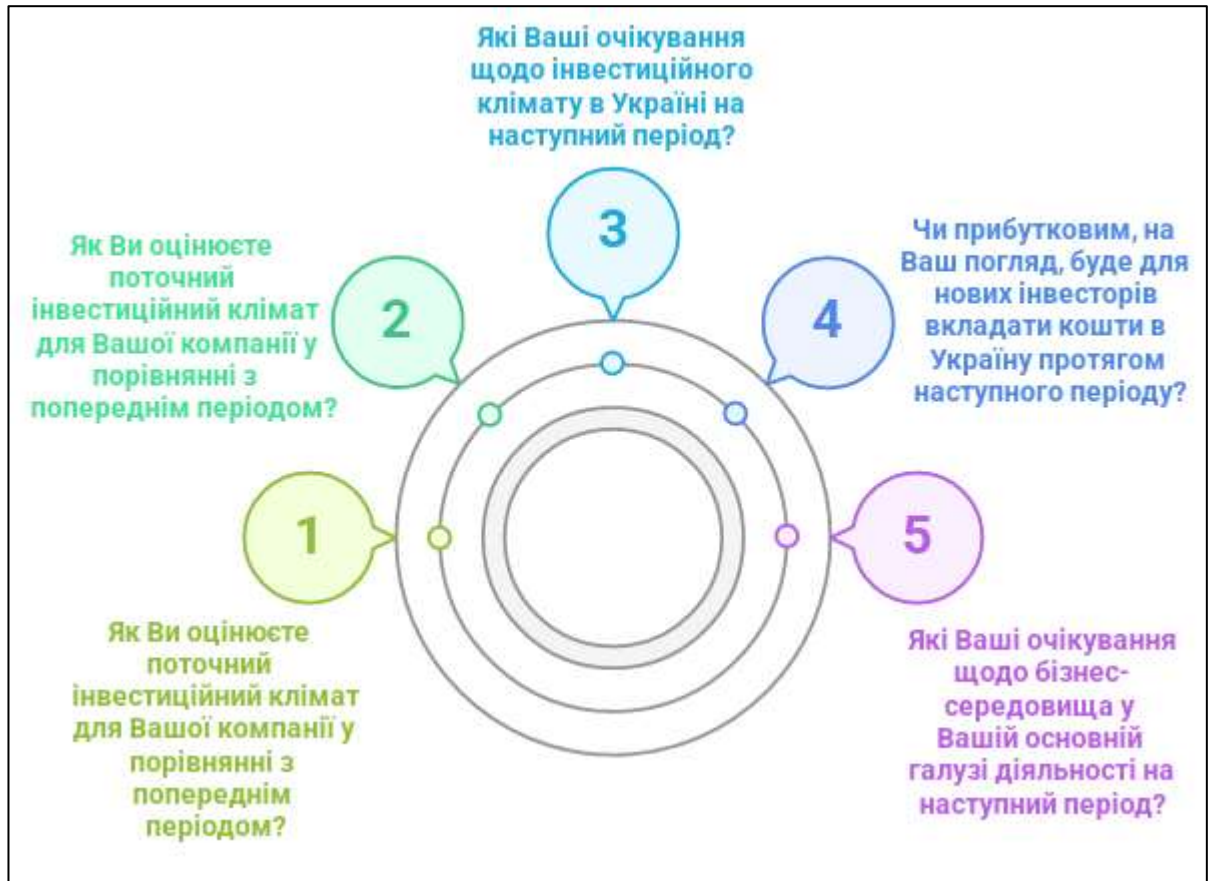 Які Ваші очікування
щодо інвестиційного
клімату в Україні на
наступний період?
3
Як Ви оцінюєте
поточний
інвестиційний клімат
для Вашої компанії у
порівнянні з
попереднім періодом?
2
Чи прибутковим, на
Ваш погляд, буде для
нових інвесторів
вкладати кошти в
Україну протягом
наступного періоду?
4
1
Як Ви оцінюєте
поточний
інвестиційний клімат
для Вашої компанії у
порівнянні з
попереднім
періодом?
5
Які Ваші очікування
щодо бізнес-
середовища у
Вашій основній
галузі діяльності на
наступний період?